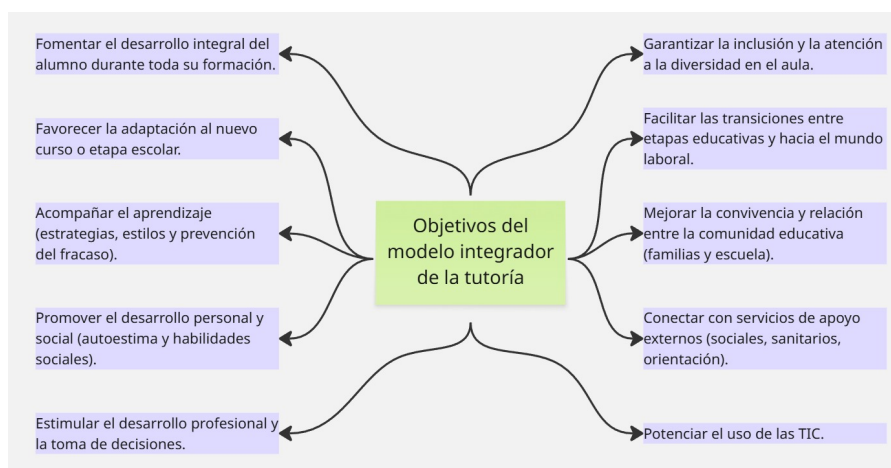 Fomentar el desarrollo integral del
alumno durante toda su formación.
Favorecer la adaptación al nuevo
curso o etapa escolar.
Acompañar el aprendizaje
(estrategias, estilos y prevención
del fracaso).
Promover el desarrollo personal y
social (autoestima y habilidades
sociales).
Estimular el desarrollo profesional y
la toma de decisiones.
Objetivos del
modelo integrador
de la tutoría
Garantizar la inclusión y la atención
a la diversidad en el aula.
Facilitar las transiciones entre
etapas educativas y hacia el mundo
laboral.
Mejorar la convivencia y relación
entre la comunidad educativa
(familias y escuela).
Conectar con servicios de apoyo
externos (sociales, sanitarios,
orientación).
Potenciar el uso de las TIC.